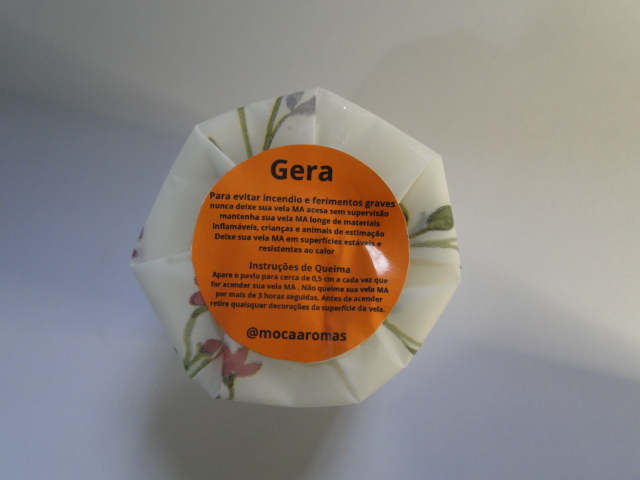 Gera
Para evitar incendio e ferimentos graves
nunca deixe sua vela MA acesa sem supervisão
mantenha sua vela MA longe de materiais
inflamáveis, crianças e animais de estimação
Deixe sua vela MA em superfícies estáveis e
resistentes ao calor
Instruções de Queima
Apare o pavio para cerca de 0,5 cm a cada vez que
for acender sua vela MA . Não queime sua vela MA
por mais de 3 horas seguidas. Antes de acender
retire quaisquer decorações da superfície da vela.
@mocaaromas